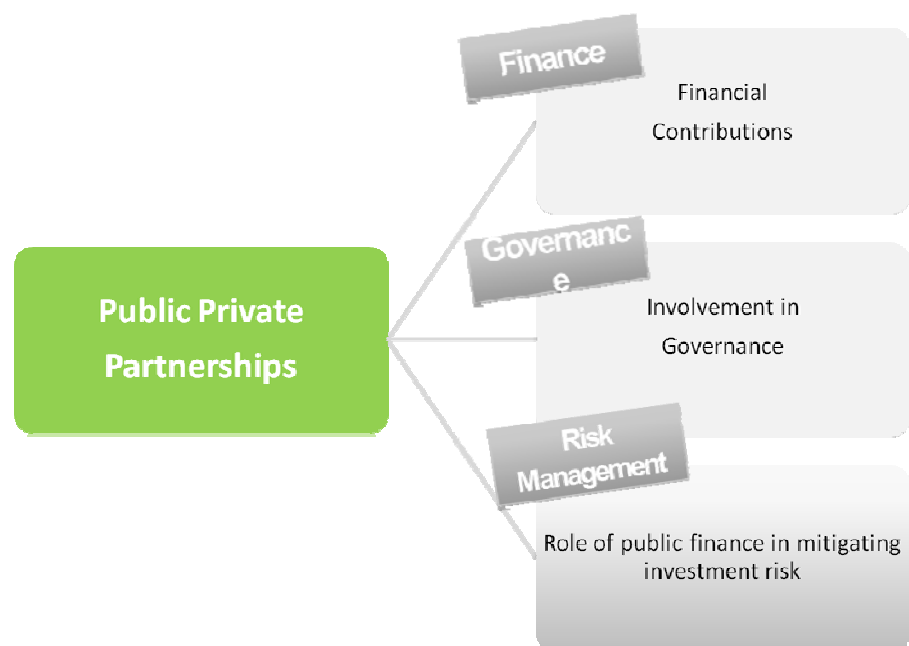 Finance
Financial
Contributions
Governanc
e
Involvement in
Governance
Public Private
Partnerships
Risk
Management
Role of public finance in mitigating
investment risk